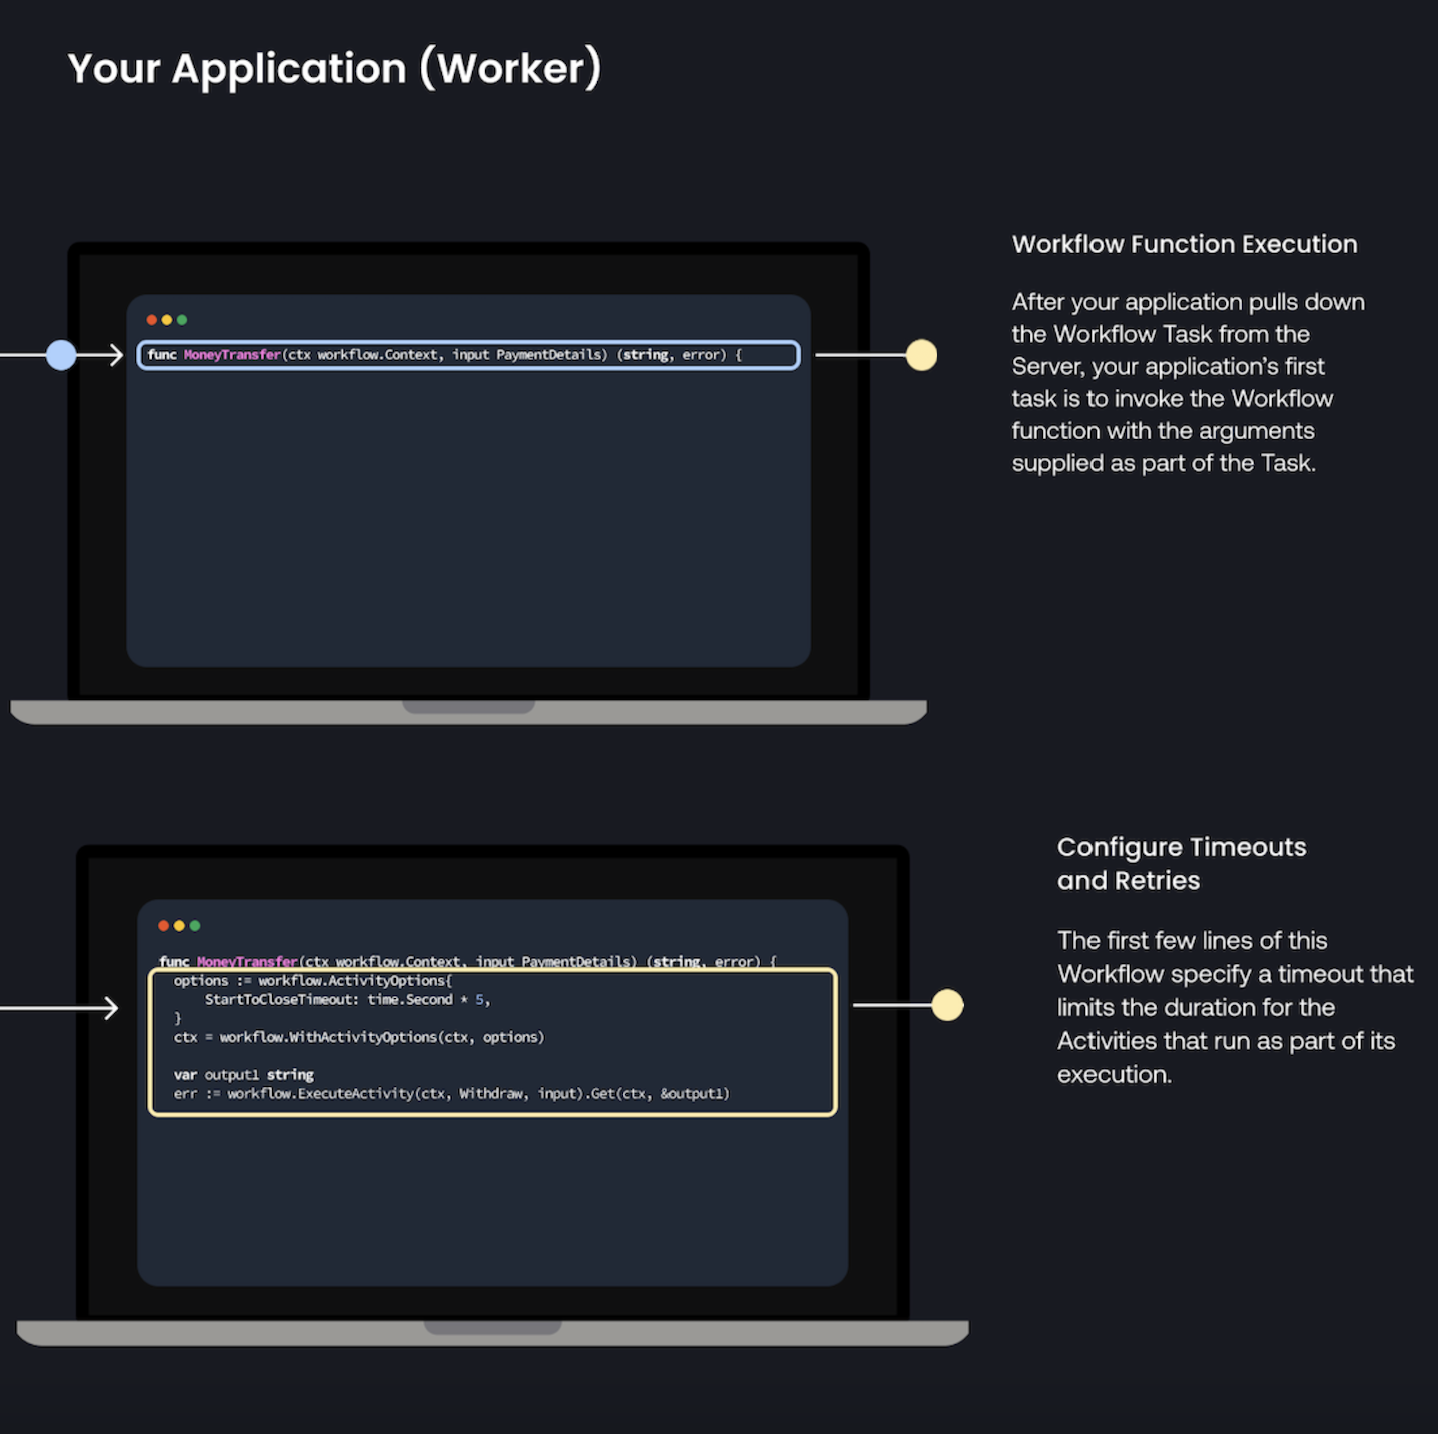 Your Application (Worker)
func MoneyTransfer(ctx workflow.Context, input PaymentDetails) (string, error) {
Workflow Function Execution
After your application pulls down
the Workflow Task from the
Server, your application’s first
task is to invoke the Workflow
function with the arguments
supplied as part of the Task.
func MoneyTransfer(ctx workflow.Context, input PaymentDetails) (string, error) {
options := workflow.ActivityOptions{
StartToCloseTimeout: time.Second * 5,
}
ctx = workflow.WithActivityOptions(ctx, options)
var output1 string
err := workflow.ExecuteActivity(ctx, Withdraw, input).Get(ctx, &output1)
Configure Timeouts
and Retries
The first few lines of this
Workflow specify a timeout that
limits the duration for the
Activities that run as part of its
execution.